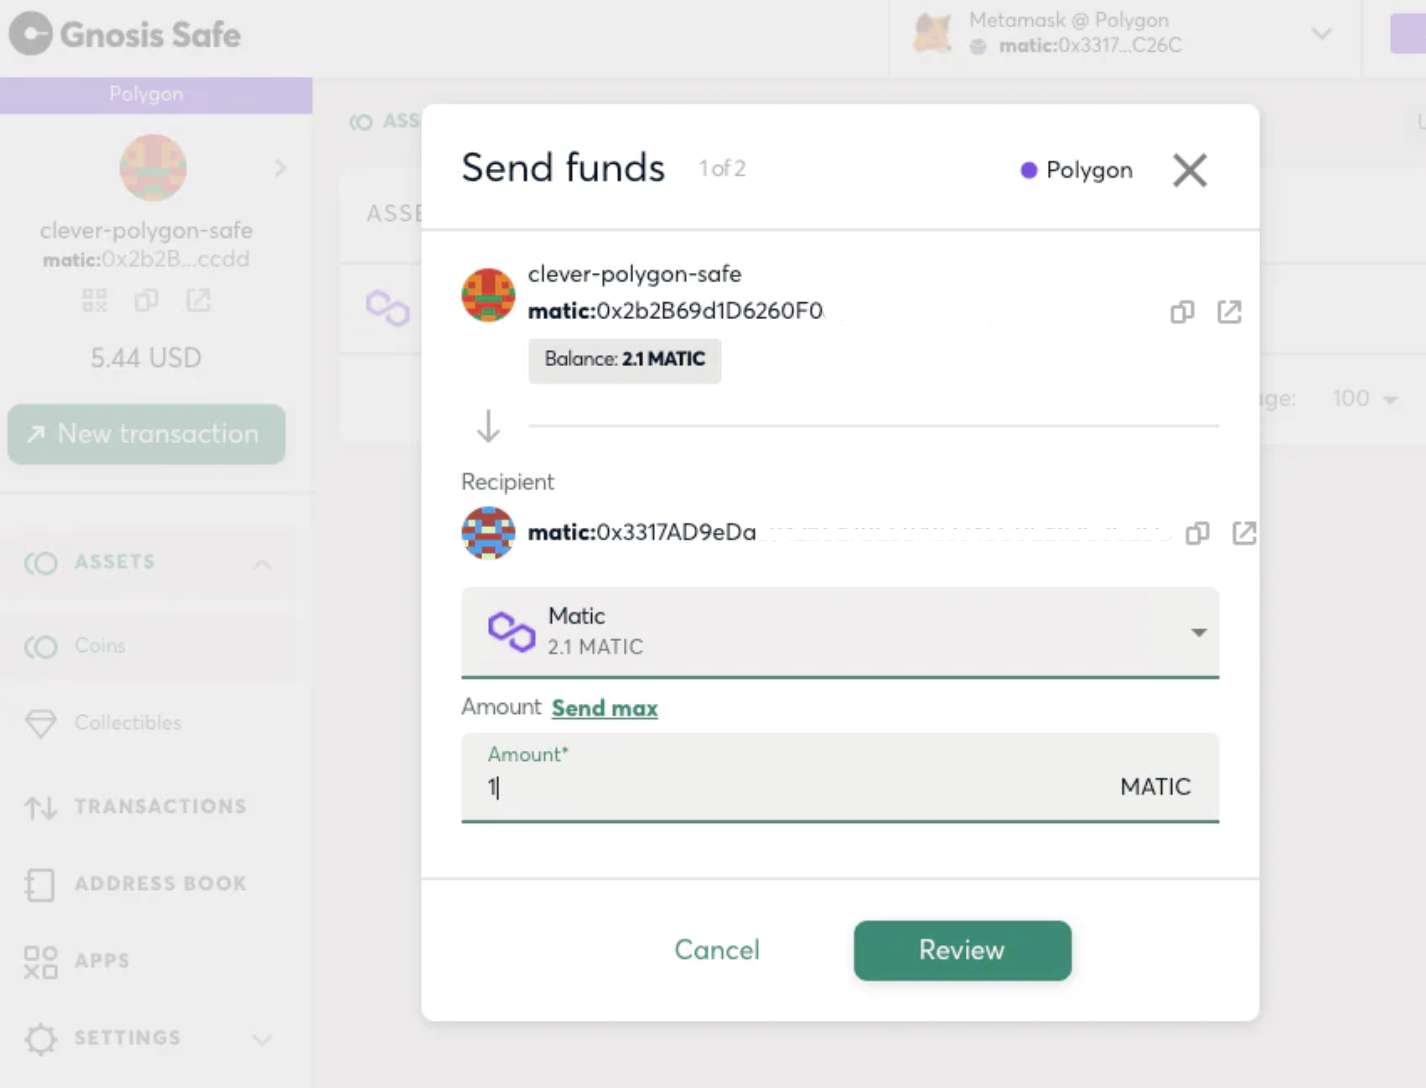 Gnosis Safe
Metamask @ Polygon
matic:0x3317...C26C
Polygon
clever-polygon-safe
matic:0x2b2B...ccdd
5.44 USD
New transaction
ASSETS
Coins
Collectibles
TRANSACTIONS
ADDRESS BOOK
APPS
SETTINGS
ASS
ASSE
age: 100
Send funds 1 of 2 Polygon
clever-polygon-safe
matic:0x2b2B69d1D6260F0
Balance: 2.1 MATIC
Recipient
matic:0x3317AD9eDa
Matic
2.1 MATIC
Amount Send max
Amount*
1 MATIC
Cancel Review